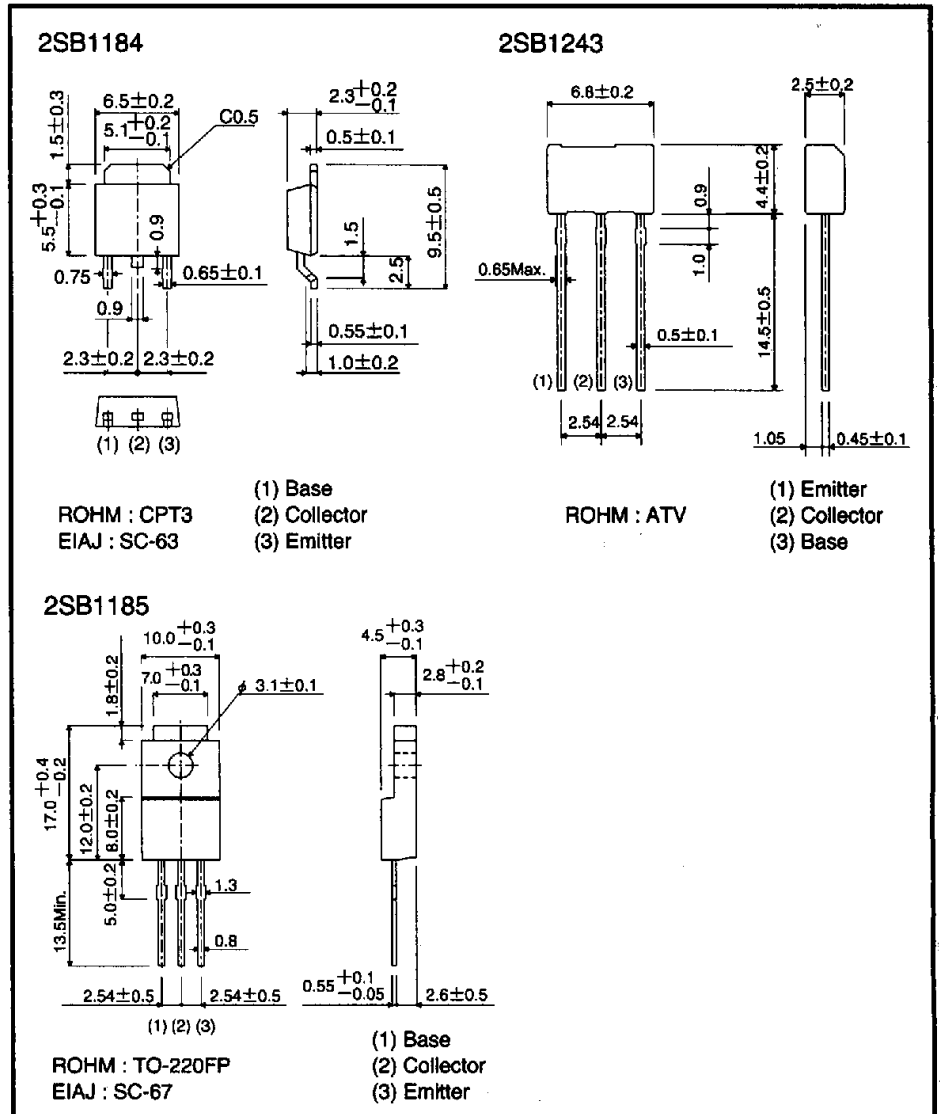 2SB1184
6.5±0.2
5.1+0.2
−0.1
C0.5
1.5±0.3
5.5+0.3
−0.1
0.9
0.75
0.65±0.1
0.9
2.3±0.2 2.3±0.2
(1) (2) (3)
2.3+0.2
−0.1
0.5±0.1
1.5
2.5
9.5±0.5
0.55±0.1
1.0±0.2
ROHM : CPT3
EIAJ : SC-63
(1) Base
(2) Collector
(3) Emitter
2SB1243
6.8±0.2
2.5±0.2
4.4±0.2
0.9
1.0
0.65Max.
14.5±0.5
0.5±0.1
(1) (2) (3)
2.54 2.54
1.05 0.45±0.1
ROHM : ATV
(1) Emitter
(2) Collector
(3) Base
2SB1185
10.0+0.3
−0.1
7.0+0.3
−0.1
1.8±0.2
ϕ 3.1±0.1
17.0+0.4
−0.2
12.0±0.2
8.0±0.2
5.0±0.2
13.5Min.
1.3
0.8
2.54±0.5 2.54±0.5
(1) (2) (3)
4.5+0.3
−0.1
2.8+0.2
−0.1
0.55+0.1
−0.05
2.6±0.5
ROHM : TO-220FP
EIAJ : SC-67
(1) Base
(2) Collector
(3) Emitter